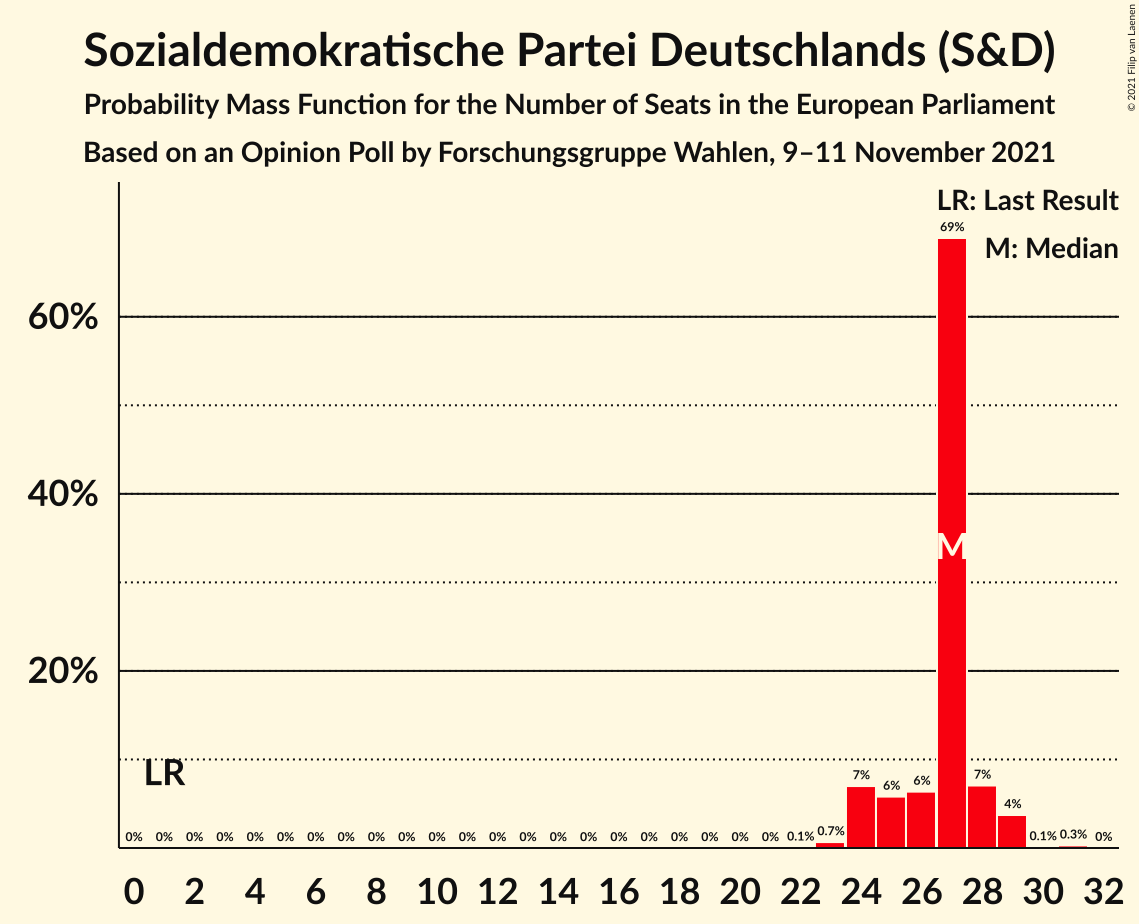 Sozialdemokratische Partei Deutschlands (S&D)
Probability Mass Function for the Number of Seats in the European Parliament
Based on an Opinion Poll by Forschungsgruppe Wahlen, 9–11 November 2021
© 2021 Filip van Laenen
LR: Last Result
M: Median
69%
60%
40%
M
20%
LR
7% 6% 6% 7% 4%
0% 0% 0% 0% 0% 0% 0% 0% 0% 0% 0% 0% 0% 0% 0% 0% 0% 0% 0% 0% 0% 0% 0.1% 0.7% 0.1% 0.3% 0%
0 2 4 6 8 10 12 14 16 18 20 22 24 26 28 30 32